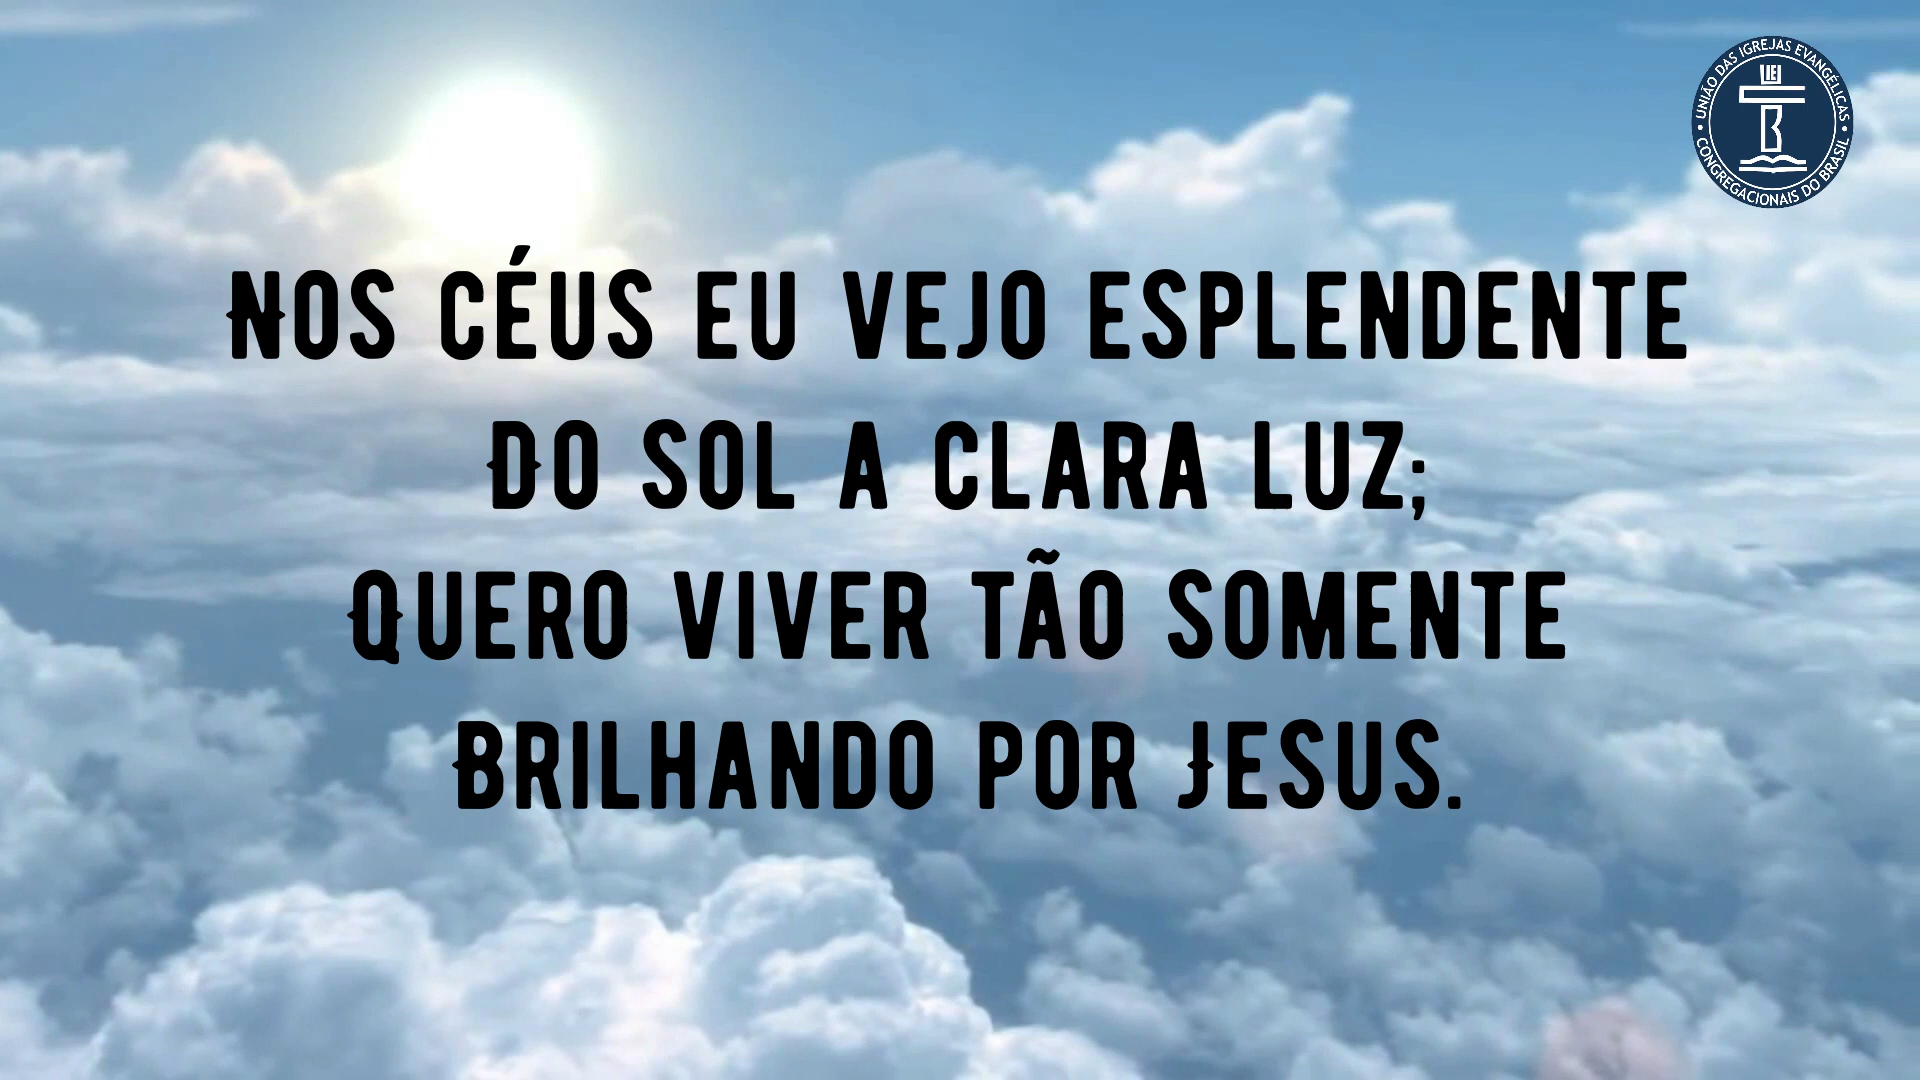 UNIÃO DAS IGREJAS EVANGÉLICAS
CONGREGACIONAIS DO BRASIL
Nos céus eu vejo esplendente
Do sol a clara luz;
Quero viver tão somente
Brilhando por Jesus.